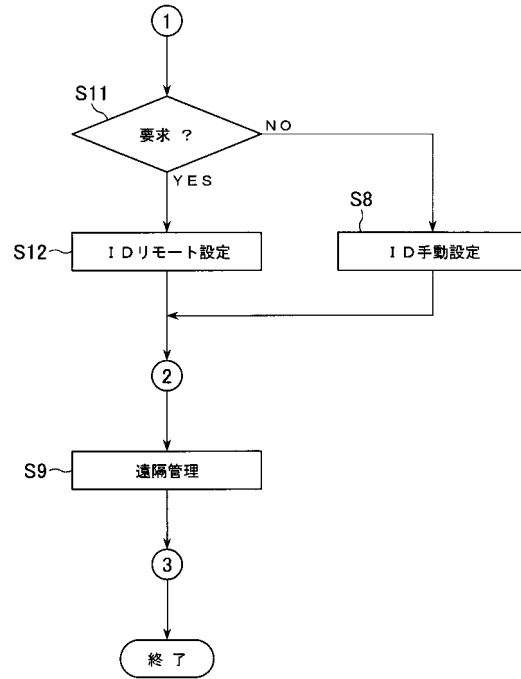 1
S11
要求 ?
NO
YES
S8
S12
IDリモート設定
ID手動設定
2
S9
遠隔管理
3
終了